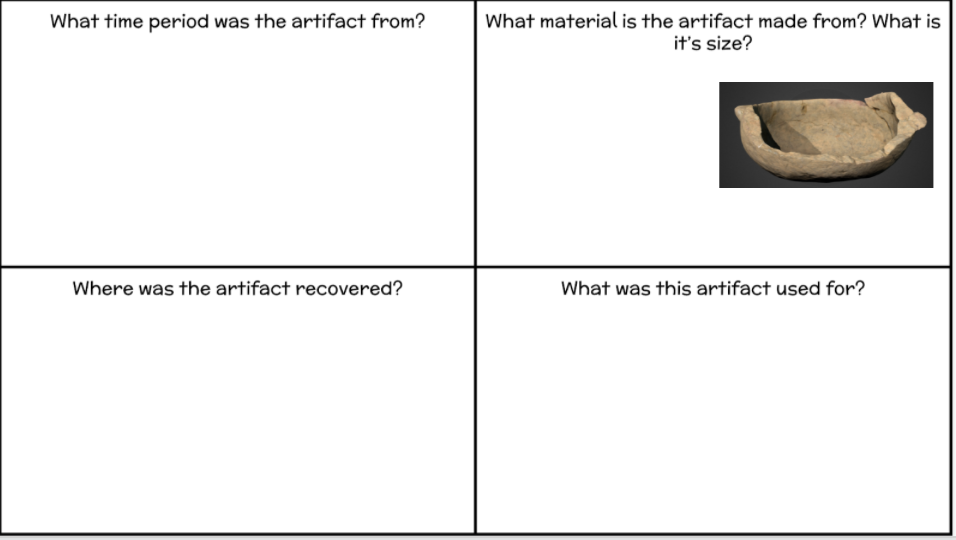 What time period was the artifact from?
What material is the artifact made from? What is
it's size?
Where was the artifact recovered?
What was this artifact used for?